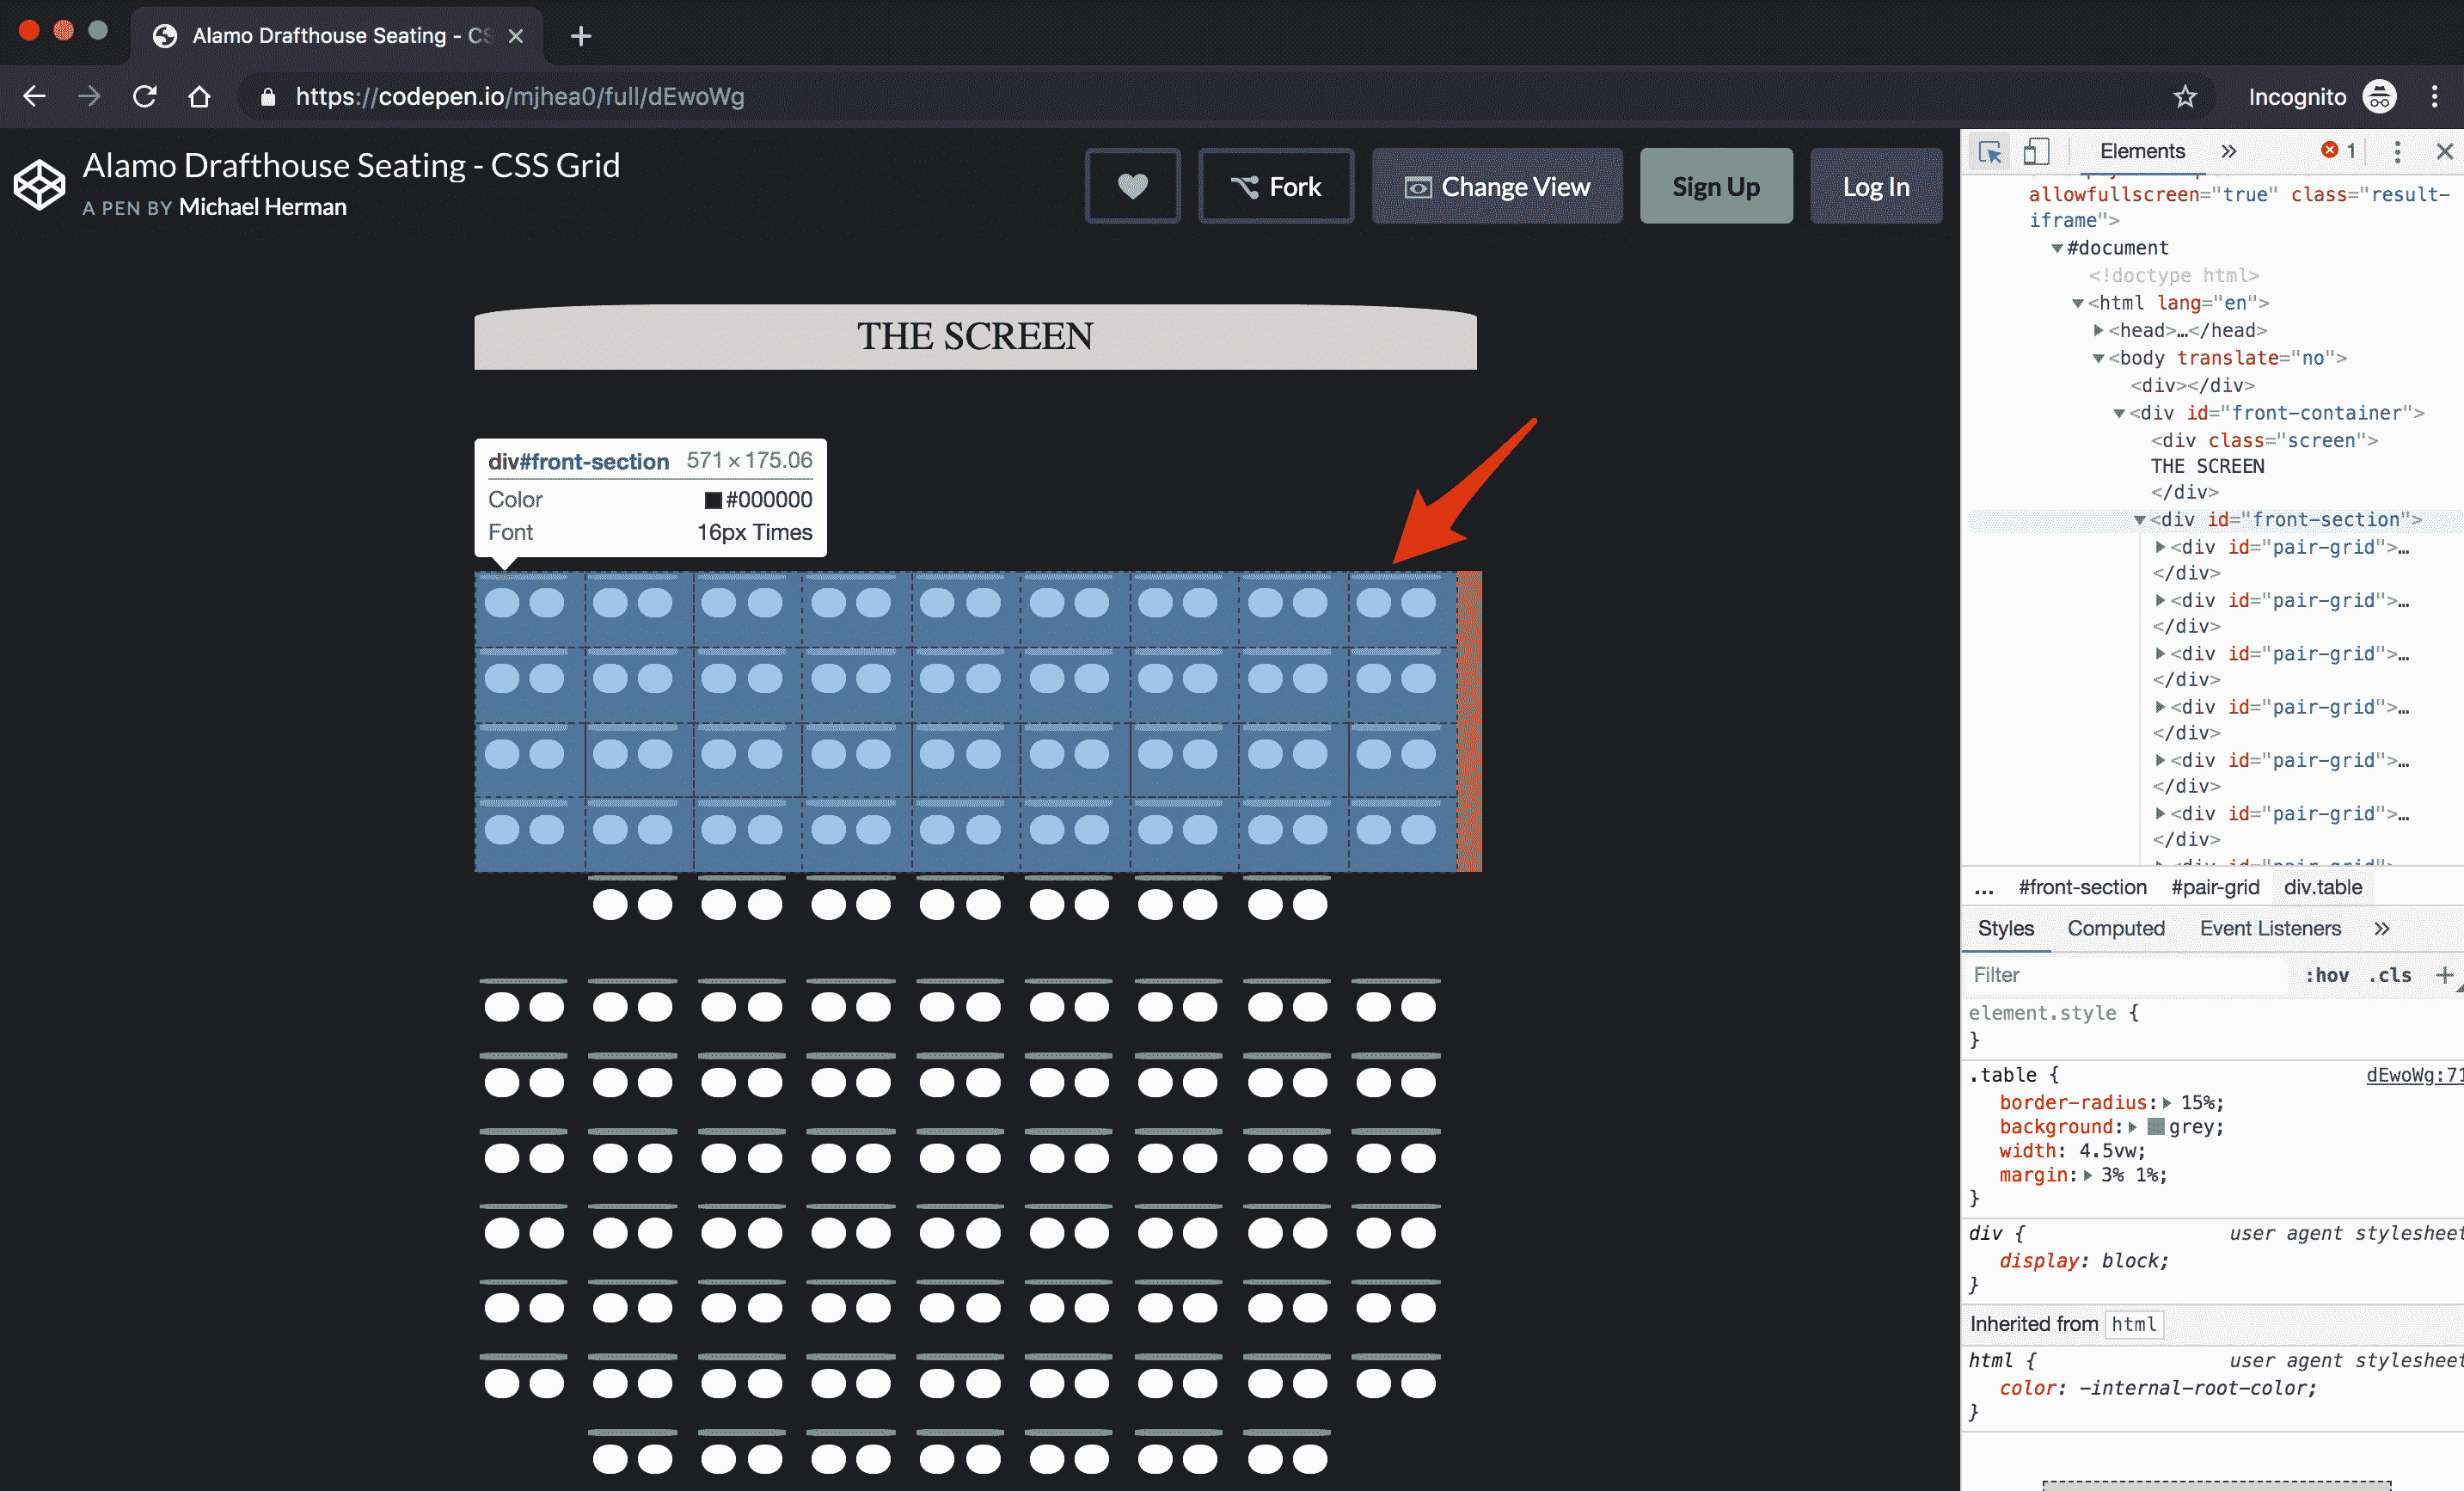 Alamo Drafthouse Seating - CS
https://codepen.io/mjhea0/full/dEwoWg
Incognito
Alamo Drafthouse Seating - CSS Grid
A PEN BY Michael Herman
Fork
Change View
Sign Up
Log In
THE SCREEN
div#front-section 571 × 175.06
Color #000000
Font 16px Times
Elements
1
allowfullscreen="true" class="result-
iframe">
#document
<!doctype html>
<html lang="en">
<head>…</head>
<body translate="no">
<div></div>
<div id="front-container">
<div class="screen">
THE SCREEN
</div>
<div id="front-section">
<div id="pair-grid">…
</div>
<div id="pair-grid">…
</div>
<div id="pair-grid">…
</div>
<div id="pair-grid">…
</div>
<div id="pair-grid">…
</div>
<div id="pair-grid">…
</div>
... #front-section #pair-grid div.table
Styles Computed Event Listeners
Filter :hov .cls +
element.style {
}
.table { dEwoWg:71
border-radius: 15%;
background: grey;
width: 4.5vw;
margin: 3% 1%;
}
div { user agent stylesheet
display: block;
}
Inherited from html
html { user agent stylesheet
color: -internal-root-color;
}